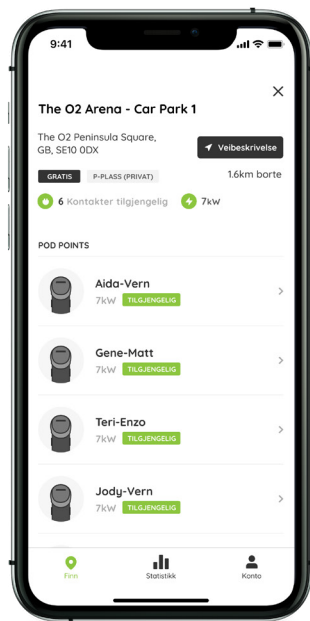 9:41
The O2 Arena - Car Park 1
The O2 Peninsula Square,
GB, SE10 0DX
Veibeskrivelse
GRATIS P-PLASS (PRIVAT) 1.6km borte
6 Kontakter tilgjengelig 7kW
POD POINTS
Aida-Vern
7kW TILGJENGELIG
Gene-Matt
7kW TILGJENGELIG
Teri-Enzo
7kW TILGJENGELIG
Jody-Vern
7kW TILGJENGELIG
Finn Statistikk Konto